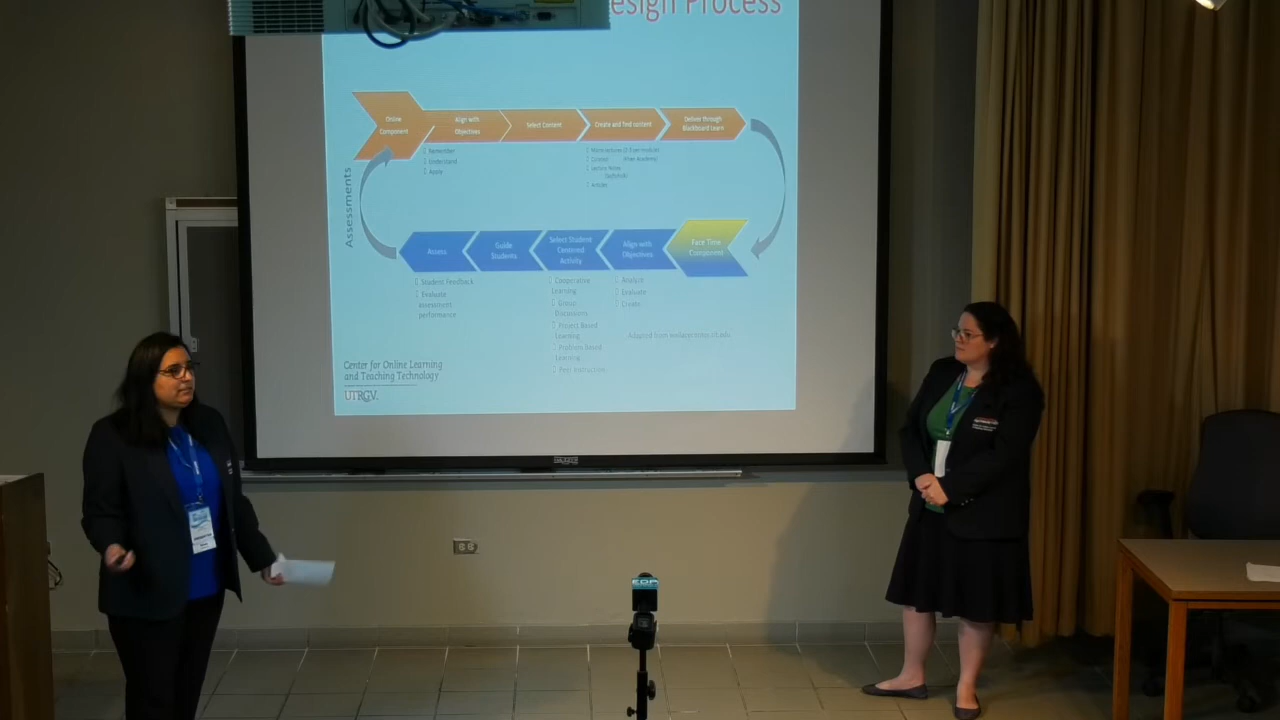 esign Process
Online
Component
Align with
Objectives
Select Content
Create and find content
Deliver through
Blackboard Learn
Remember
Understand
Apply
Articles
Assessments
Assess
Guide
Students
Select Student
Centered
Activity
Align with
Objectives
Face Time
Component
Student Feedback
Evaluate
assessment
performance
Cooperative
Learning
Group
Discussions
Project Based
Learning
Problem Based
Learning
Peer Instruction
Analyze
Evaluate
Create
Adapted from
Center for Online Learning
and Teaching Technology
UTRGV.